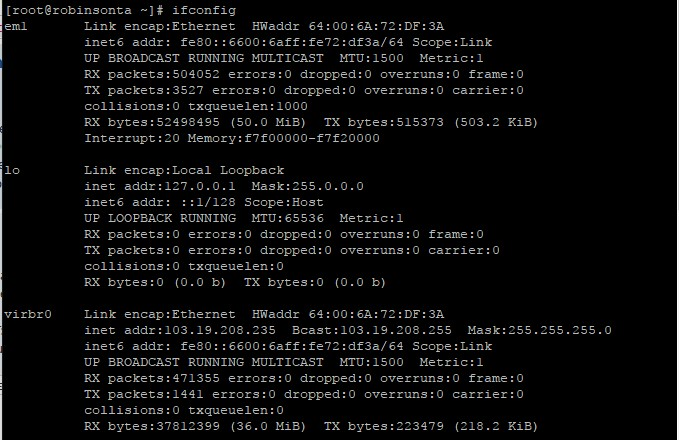 [root@robinsonta ~]# ifconfig
em1 Link encap:Ethernet HWaddr 64:00:6A:72:DF:3A
inet6 addr: fe80::6600:6aff:fe72:df3a/64 Scope:Link
UP BROADCAST RUNNING MULTICAST MTU:1500 Metric:1
RX packets:504052 errors:0 dropped:0 overruns:0 frame:0
TX packets:3527 errors:0 dropped:0 overruns:0 carrier:0
collisions:0 txqueuelen:1000
RX bytes:52498495 (50.0 MiB) TX bytes:515373 (503.2 KiB)
Interrupt:20 Memory:f7f00000-f7f20000
lo Link encap:Local Loopback
inet addr:127.0.0.1 Mask:255.0.0.0
inet6 addr: ::1/128 Scope:Host
UP LOOPBACK RUNNING MTU:65536 Metric:1
RX packets:0 errors:0 dropped:0 overruns:0 frame:0
TX packets:0 errors:0 dropped:0 overruns:0 carrier:0
collisions:0 txqueuelen:0
RX bytes:0 (0.0 b) TX bytes:0 (0.0 b)
virbr0 Link encap:Ethernet HWaddr 64:00:6A:72:DF:3A
inet addr:103.19.208.235 Bcast:103.19.208.255 Mask:255.255.255.0
inet6 addr: fe80::6600:6aff:fe72:df3a/64 Scope:Link
UP BROADCAST RUNNING MULTICAST MTU:1500 Metric:1
RX packets:471355 errors:0 dropped:0 overruns:0 frame:0
TX packets:1441 errors:0 dropped:0 overruns:0 carrier:0
collisions:0 txqueuelen:0
RX bytes:37812399 (36.0 MiB) TX bytes:223479 (218.2 KiB)